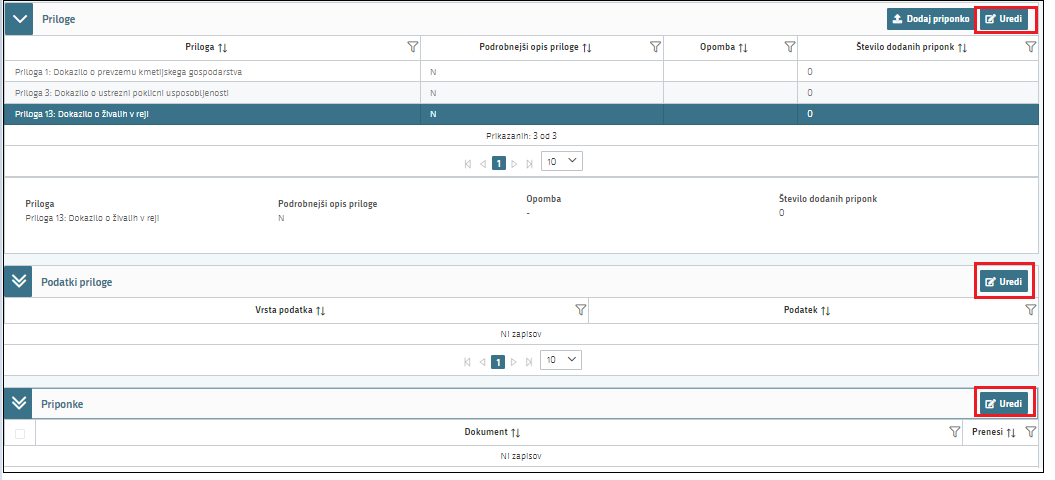 Priloge
Dodaj priponko
Uredi
Priloga Podrobnejši opis priloge Opomba Število dodanih priponk
Priloga 1: Dokazilo o prevzemu kmetijskega gospodarstva N 0
Priloga 3: Dokazilo o ustrezni poklicni usposobljenosti N 0
Priloga 13: Dokazilo o živalih v reji N 0
Prikazanih: 3 od 3
1 10
Priloga Podrobnejši opis priloge Opomba Število dodanih priponk
Priloga 13: Dokazilo o živalih v reji N - 0
Podatki priloge Uredi
Vrsta podatka Podatek
Ni zapisov
1 10
Priponke Uredi
Dokument Prenesi
Ni zapisov